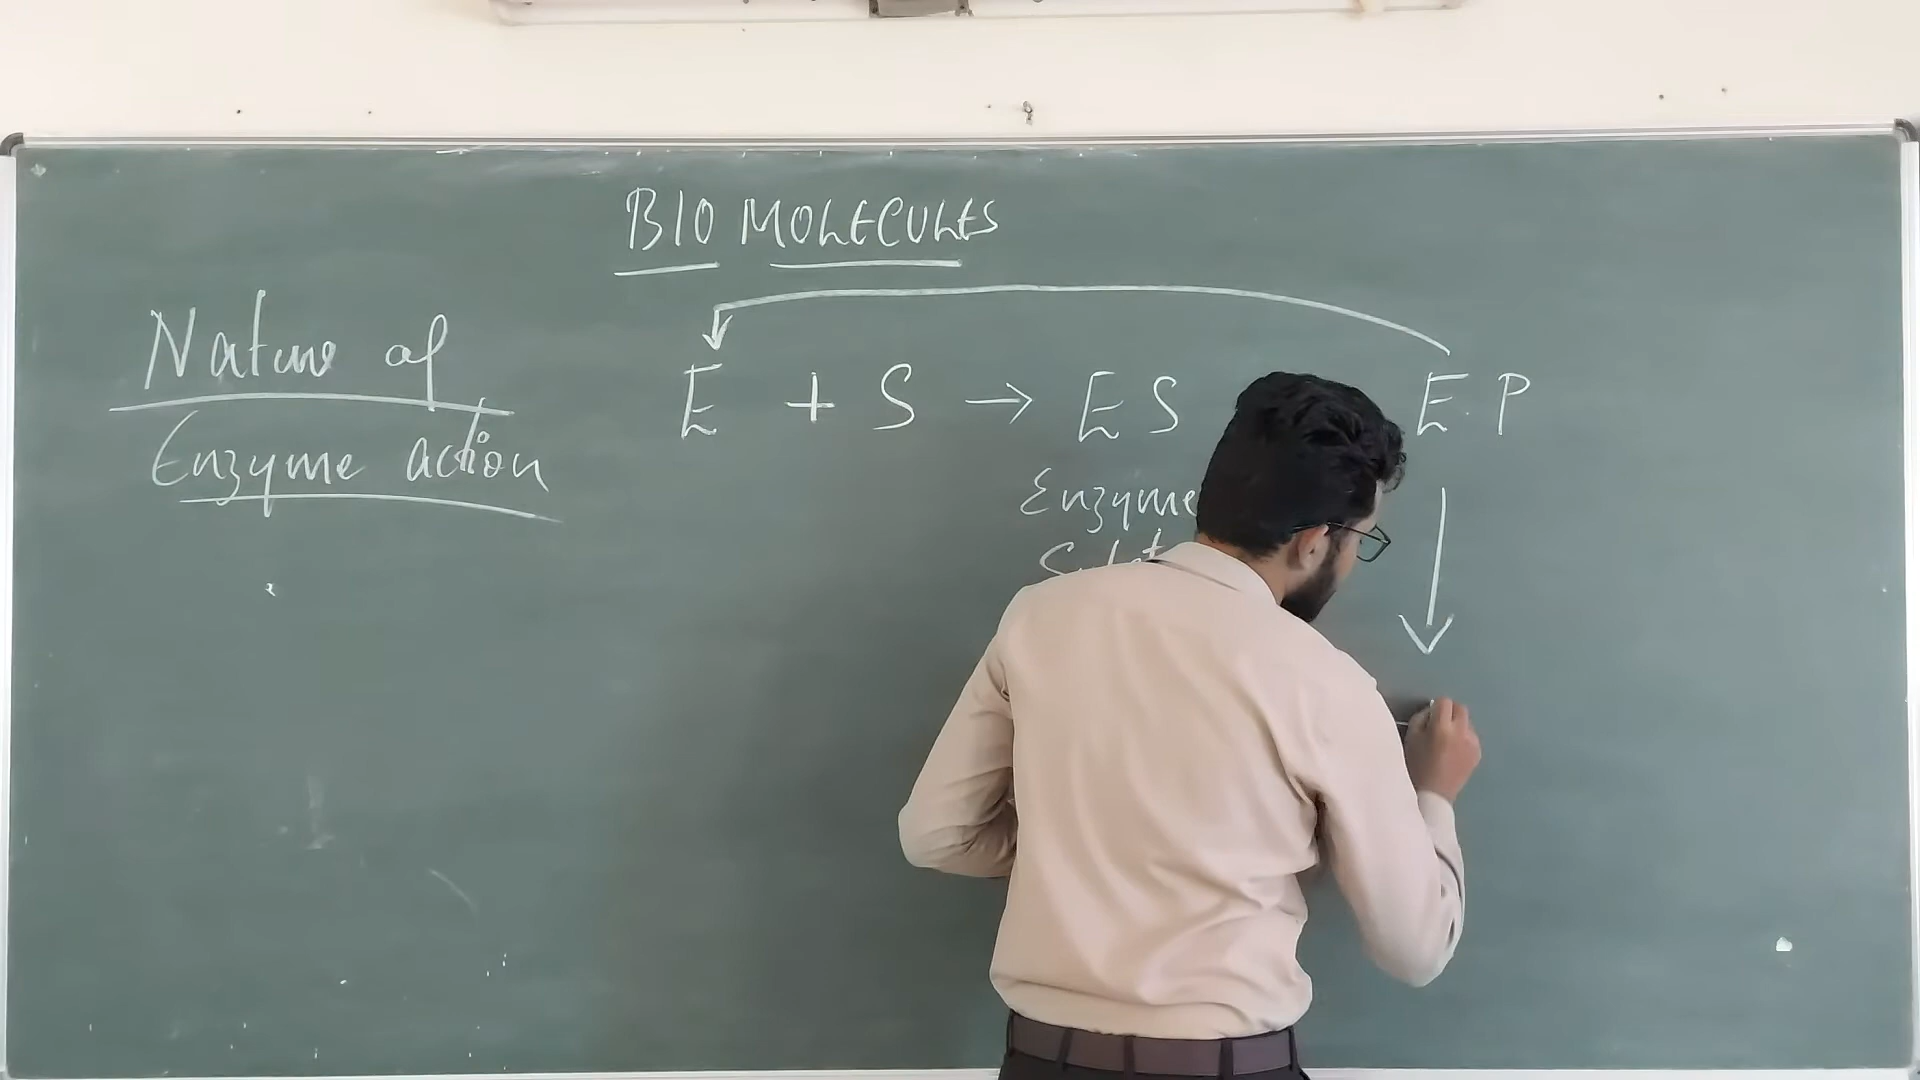 BIO MOLECULES
Nature of
Enzyme action
E + S → ES E.P
Enzyme